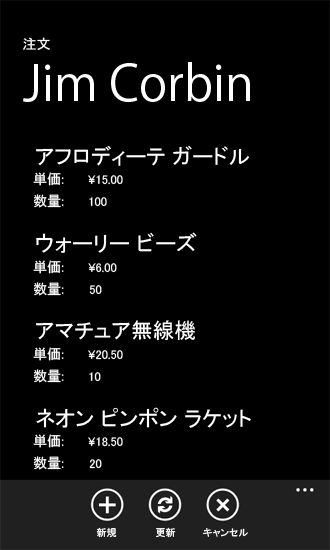 注文
Jim Corbin
アフロディーテ ガードル
単価: ¥15.00
数量: 100
ウォーリー ビーズ
単価: ¥6.00
数量: 50
アマチュア無線機
単価: ¥20.50
数量: 10
ネオン ピンポン ラケット
単価: ¥18.50
数量: 20
新規 更新 キャンセル